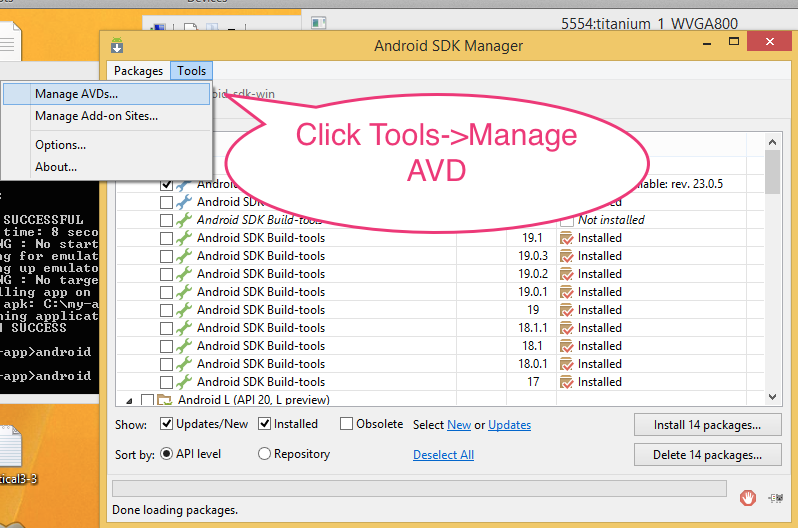 Devices
5554:titanium_1_WVGA800
Android SDK Manager
Packages Tools
Manage AVDs...
Manage Add-on Sites...
Options...
About...
oid-sdk-win
Click Tools->Manage
AVD
Andro
able: rev. 23.0.5
Android SDK
Android SDK Build-tools Not installed
Android SDK Build-tools 19.1 Installed
Android SDK Build-tools 19.0.3 Installed
Android SDK Build-tools 19.0.2 Installed
Android SDK Build-tools 19.0.1 Installed
Android SDK Build-tools 19 Installed
Android SDK Build-tools 18.1.1 Installed
Android SDK Build-tools 18.1 Installed
Android SDK Build-tools 18.0.1 Installed
Android SDK Build-tools 17 Installed
Android L (API 20, L preview)
SUCCESSFUL
time: 8 seco
NG : No start
ng for emulat
ng up emulato
NG : No targe
lling app on
apk: C:\my-a
hing applicat
H SUCCESS
-app>android
-app>android
tical3-3
Show: Updates/New Installed Obsolete Select New or Updates
Install 14 packages...
Sort by: API level Repository Deselect All
Delete 14 packages...
Done loading packages.